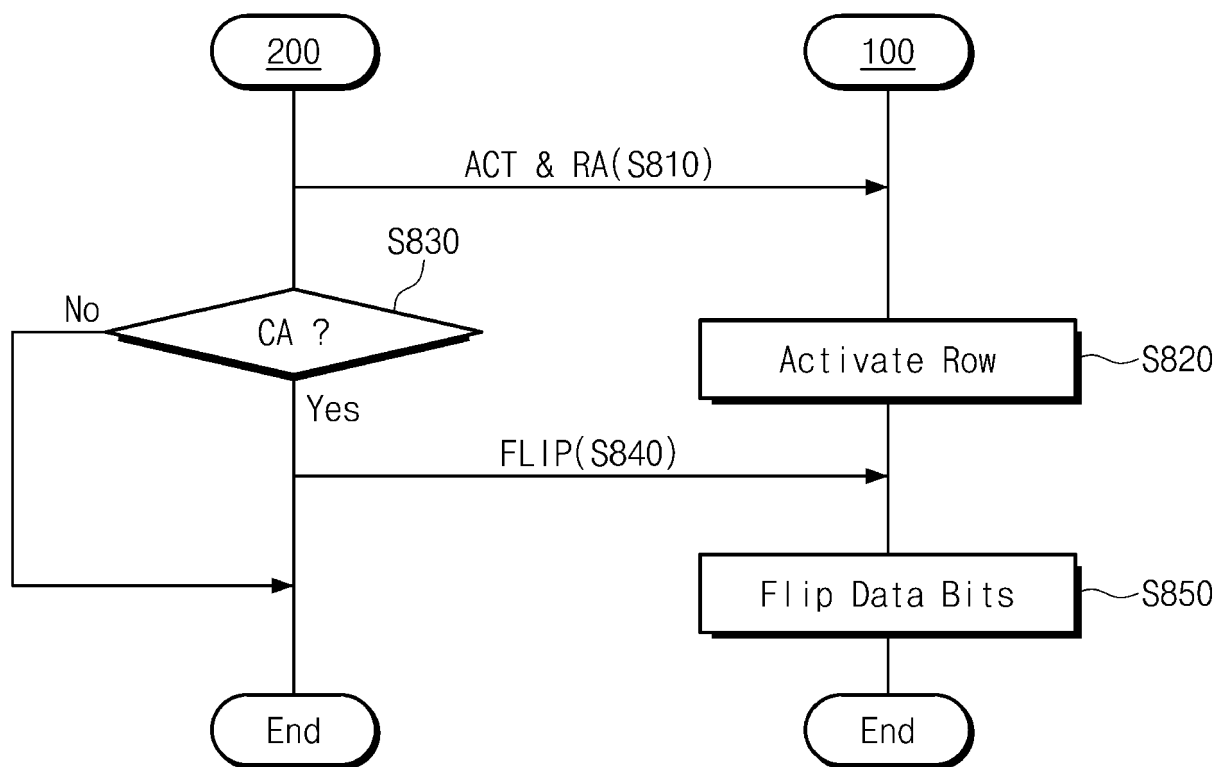 200
100
ACT & RA(S810)
S830
No
CA ?
Activate Row
S820
Yes
FLIP(S840)
Flip Data Bits
S850
End
End